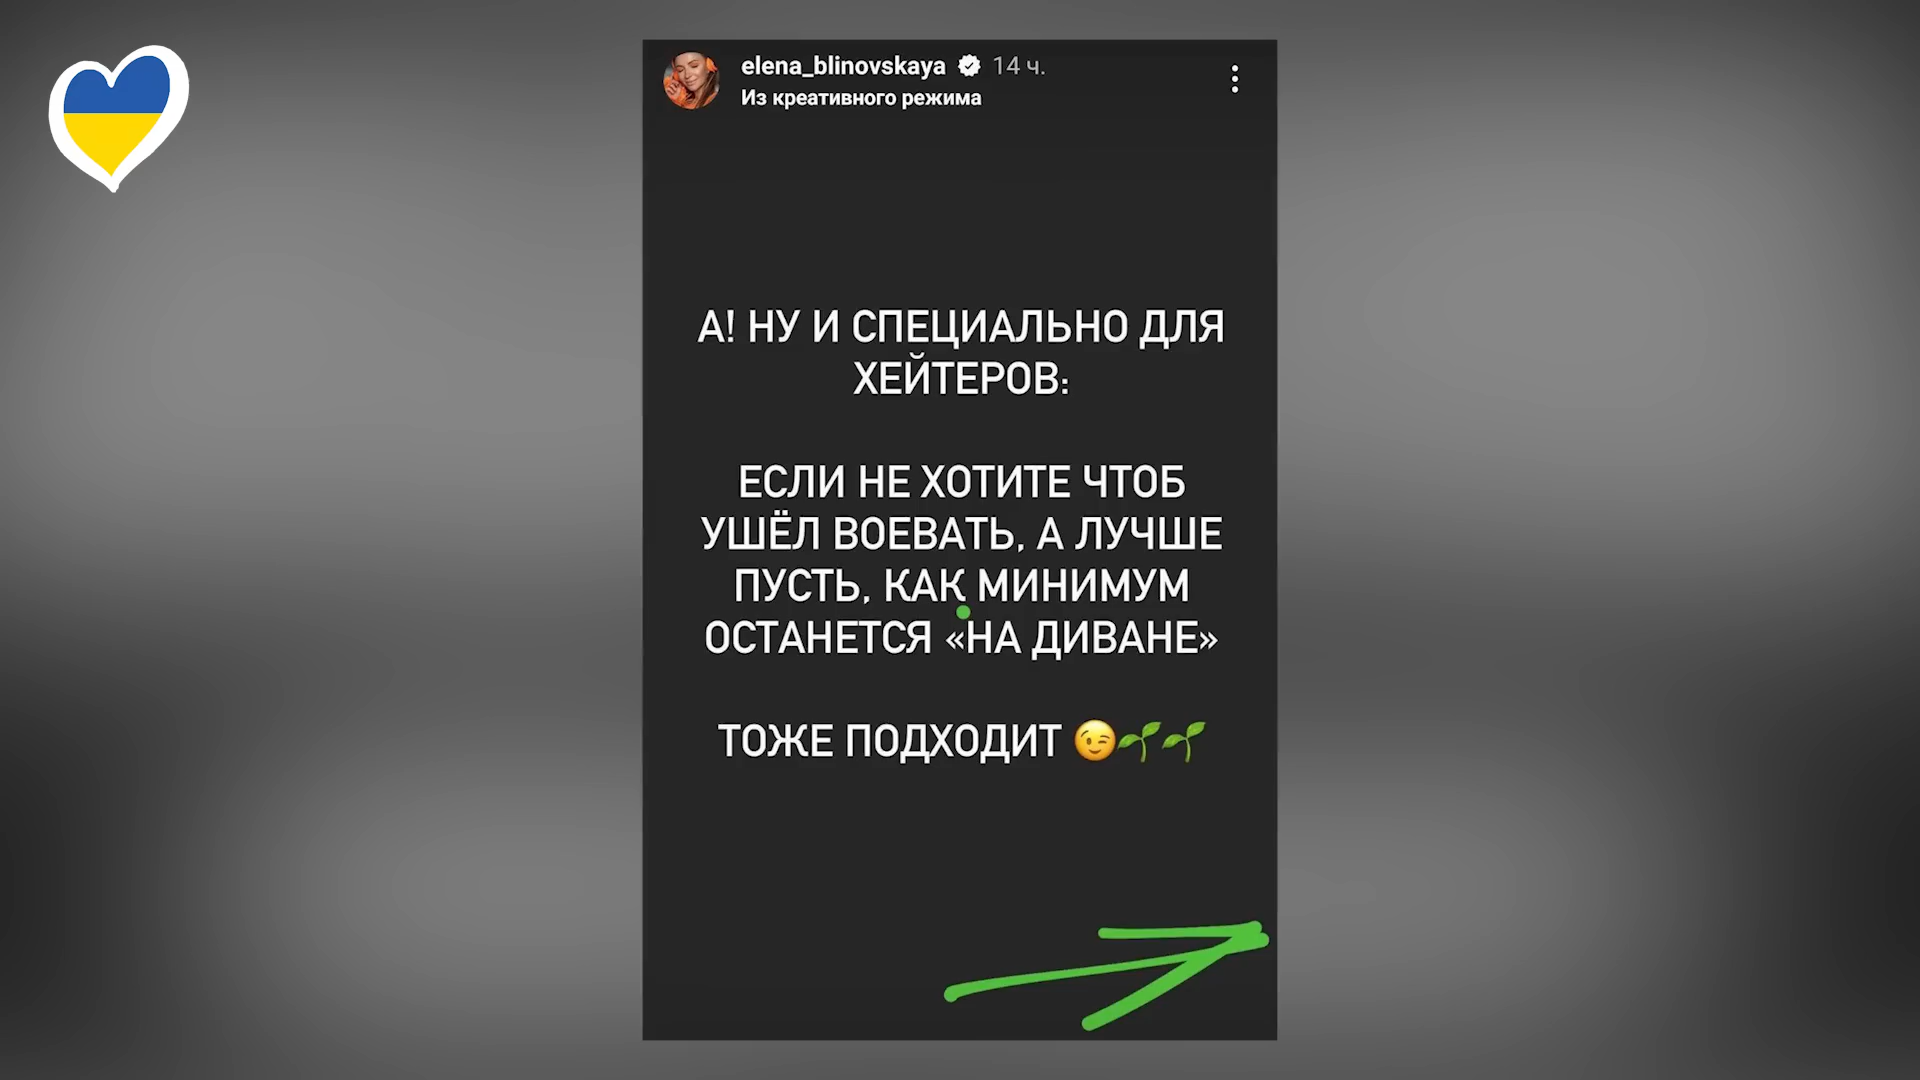 elena_blinovskaya 14 ч.
Из креативного режима
А! НУ И СПЕЦИАЛЬНО ДЛЯ
ХЕЙТЕРОВ:
ЕСЛИ НЕ ХОТИТЕ ЧТОБ
УШЁЛ ВОЕВАТЬ, А ЛУЧШЕ
ПУСТЬ, КАК МИНИМУМ
ОСТАНЕТСЯ «НА ДИВАНЕ»
ТОЖЕ ПОДХОДИТ 😉🌱🌱